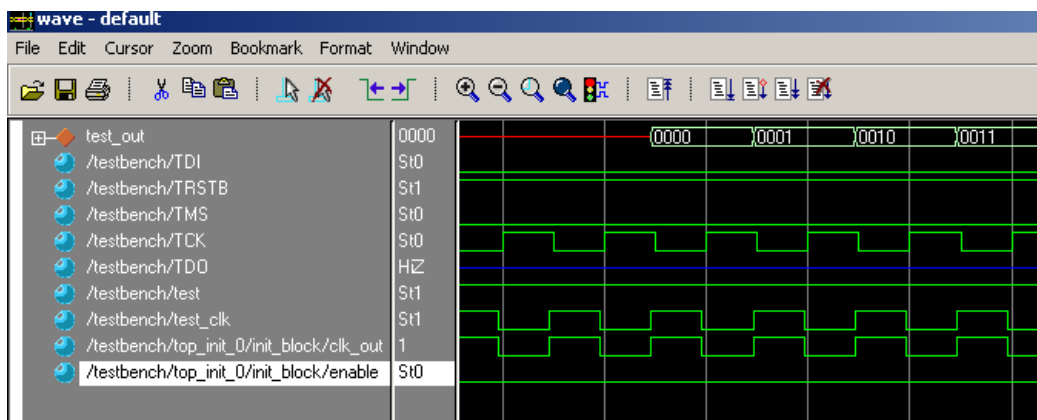 wave - default
File Edit Cursor Zoom Bookmark Format Window
test_out 0000 0000 0001 0010 0011
/testbench/TDI St0
/testbench/TRSTB St1
/testbench/TMS St0
/testbench/TCK St0
/testbench/TDO HiZ
/testbench/test St1
/testbench/test_clk St1
/testbench/top_init_0/init_block/clk_out 1
/testbench/top_init_0/init_block/enable St0